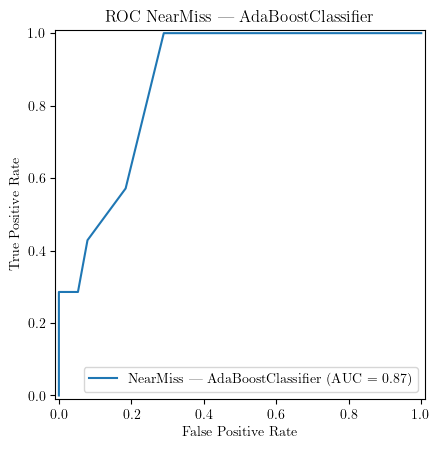 ROC NearMiss — AdaBoostClassifier
1.0
0.8
0.6
0.4
0.2
0.0
True Positive Rate
NearMiss — AdaBoostClassifier (AUC = 0.87)
0.0 0.2 0.4 0.6 0.8 1.0
False Positive Rate